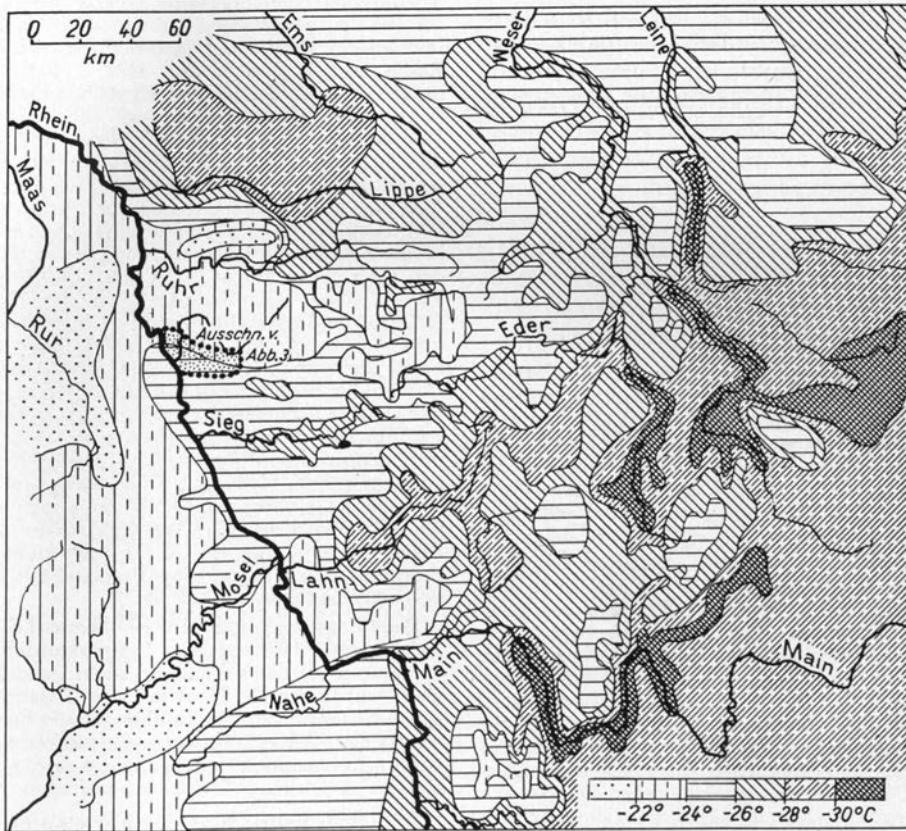 0 20 40 60
km
Ems
Weser
Leine
Rhein
Maas
Lippe
Ruhr
Rur
Ausschn. v.
Abb. 3
Eder
Sieg
Mosel
Lahn
Main
Main
Nahe
-22° -24° -26° -28° -30°C